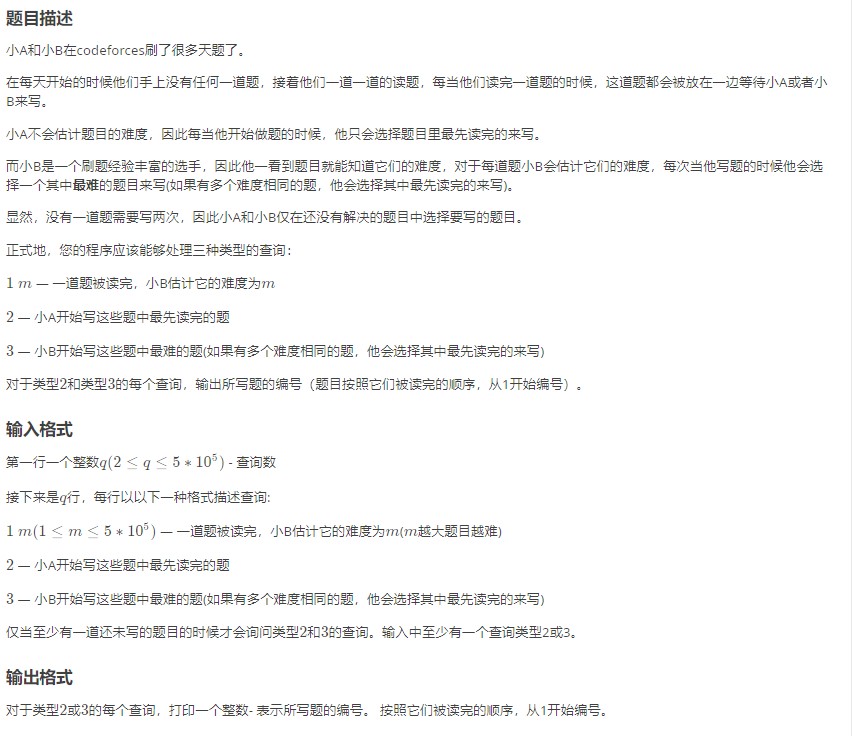 题目描述
小A和小B在codeforces刷了很多天题了。
在每天开始的时候他们手上没有任何一道题，接着他们一道一道的读题，每当他们读完一道题的时候，这道题都会被放在一边等待小A或者小
B来写。
小A不会估计题目的难度，因此每当他开始做题的时候，他只会选择题目里最先读完的来写。
而小B是一个刷题经验丰富的选手，因此他一看到题目就能知道它们的难度，对于每道题小B会估计它们的难度，每次当他写题的时候他会选
择一个其中最难的题目来写(如果有多个难度相同的题，他会选择其中最先读完的来写)。
显然，没有一道题需要写两次，因此小A和小B仅在还没有解决的题目中选择要写的题目。
正式地，您的程序应该能够处理三种类型的查询：
1 m — 一道题被读完，小B估计它的难度为m
2 — 小A开始写这些题中最先读完的题
3 — 小B开始写这些题中最难的题(如果有多个难度相同的题，他会选择其中最先读完的来写)
对于类型2和类型3的每个查询，输出所写题的编号（题目按照它们被读完的顺序，从1开始编号）。
输入格式
第一行一个整数q(2 ≤ q ≤ 5 * 10^5) - 查询数
接下来是q行，每行以以下一种格式描述查询:
1 m(1 ≤ m ≤ 5 * 10^5) — 一道题被读完，小B估计它的难度为m(m越大题目越难)
2 — 小A开始写这些题中最先读完的题
3 — 小B开始写这些题中最难的题(如果有多个难度相同的题，他会选择其中最先读完的来写)
仅当至少有一道还未写的题目的时候才会询问类型2和3的查询。输入中至少有一个查询类型2或3。
输出格式
对于类型2或3的每个查询，打印一个整数- 表示所写题的编号。 按照它们被读完的顺序，从1开始编号。